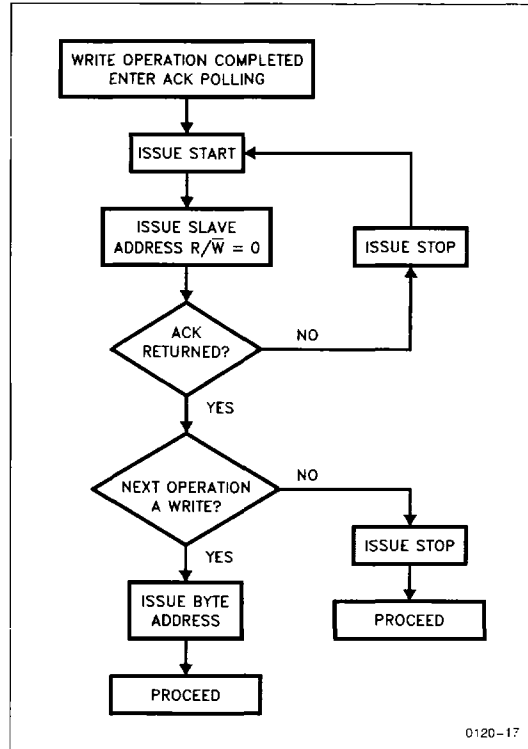 WRITE OPERATION COMPLETED
ENTER ACK POLLING
ISSUE START
ISSUE SLAVE
ADDRESS R/W̅ = 0
ISSUE STOP
ACK
RETURNED?
NO
YES
NEXT OPERATION
A WRITE?
NO
ISSUE STOP
YES
ISSUE BYTE
ADDRESS
PROCEED
PROCEED
0120–17